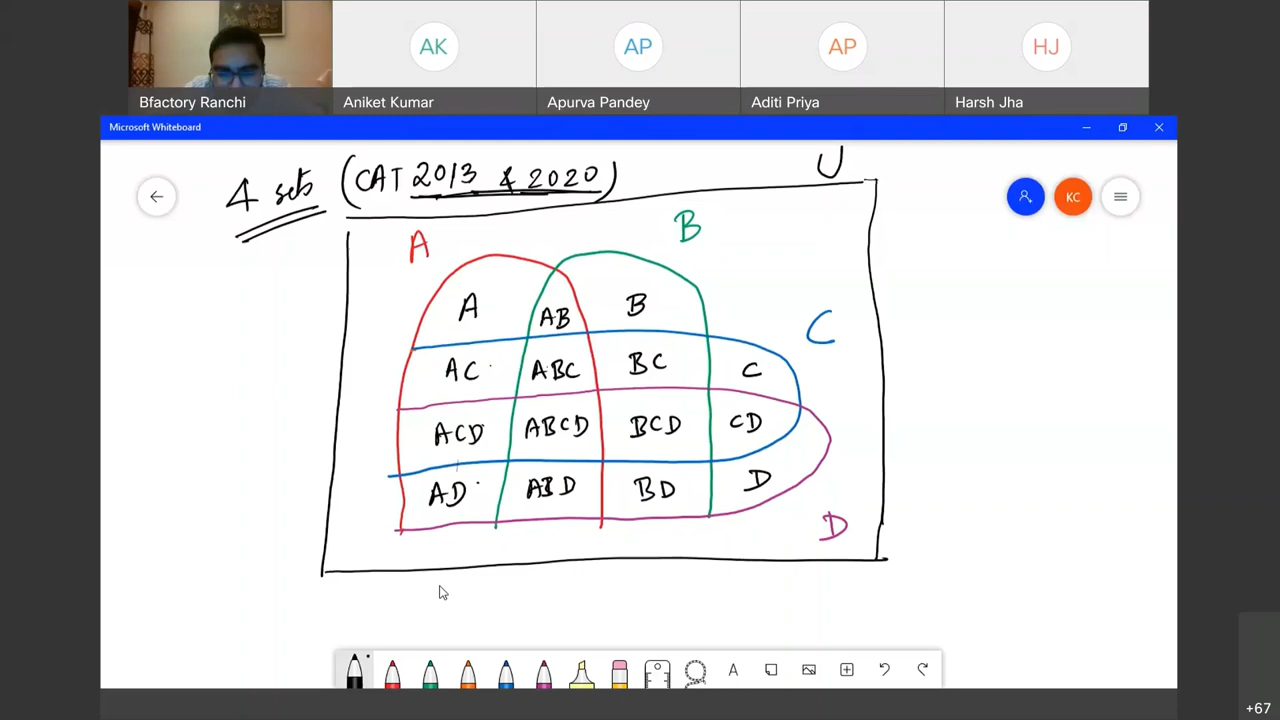 AK
AP
AP
HJ
Bfactory Ranchi
Aniket Kumar
Apurva Pandey
Aditi Priya
Harsh Jha
Microsoft Whiteboard
4 sets (CAT 2013 & 2020)
U
KC
A
B
C
A
AB
B
AC
ABC
BC
C
ACD
ABCD
BCD
CD
AD
ABD
BD
D
D
A
+67